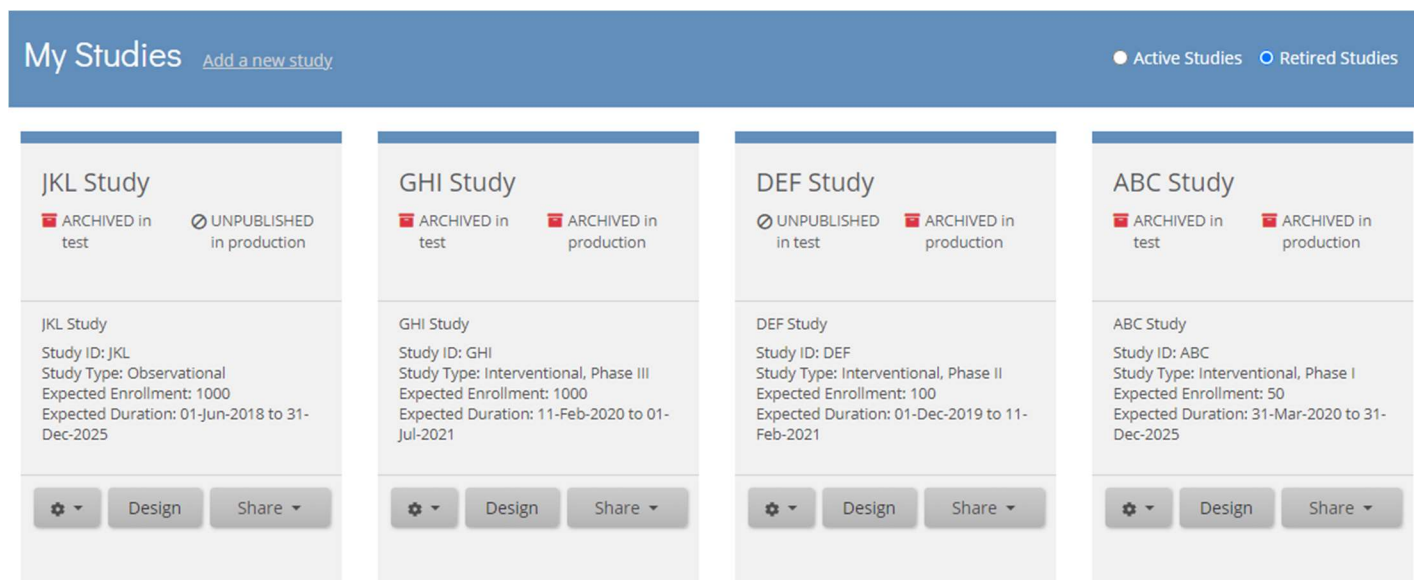 My Studies Add a new study
Active Studies Retired Studies
JKL Study
ARCHIVED in
test
UNPUBLISHED
in production
JKL Study
Study ID: JKL
Study Type: Observational
Expected Enrollment: 1000
Expected Duration: 01-Jun-2018 to 31-
Dec-2025
Design Share
GHI Study
ARCHIVED in
test
ARCHIVED in
production
GHI Study
Study ID: GHI
Study Type: Interventional, Phase III
Expected Enrollment: 1000
Expected Duration: 11-Feb-2020 to 01-
Jul-2021
Design Share
DEF Study
UNPUBLISHED
in test
ARCHIVED in
production
DEF Study
Study ID: DEF
Study Type: Interventional, Phase II
Expected Enrollment: 100
Expected Duration: 01-Dec-2019 to 11-
Feb-2021
Design Share
ABC Study
ARCHIVED in
test
ARCHIVED in
production
ABC Study
Study ID: ABC
Study Type: Interventional, Phase I
Expected Enrollment: 50
Expected Duration: 31-Mar-2020 to 31-
Dec-2025
Design Share